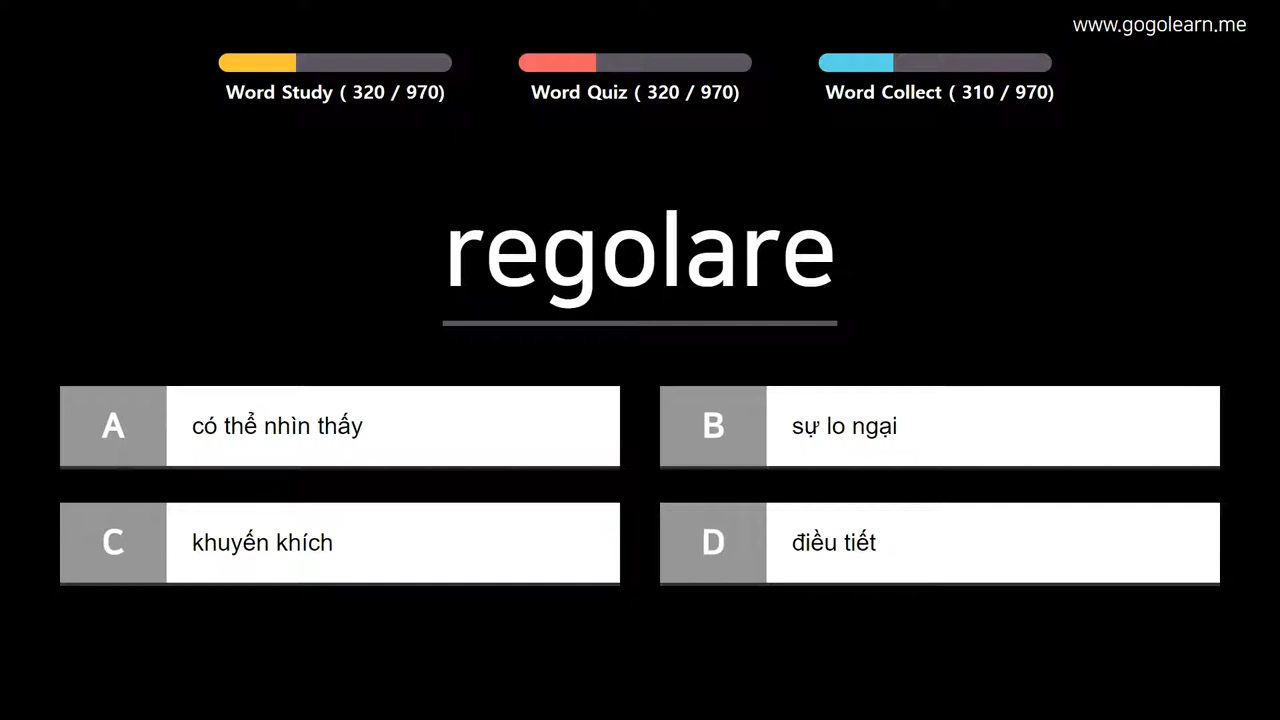 www.gogolearn.me
Word Study ( 320 / 970)
Word Quiz ( 320 / 970)
Word Collect ( 310 / 970)
regolare
A có thể nhìn thấy
B sự lo ngại
C khuyến khích
D điều tiết